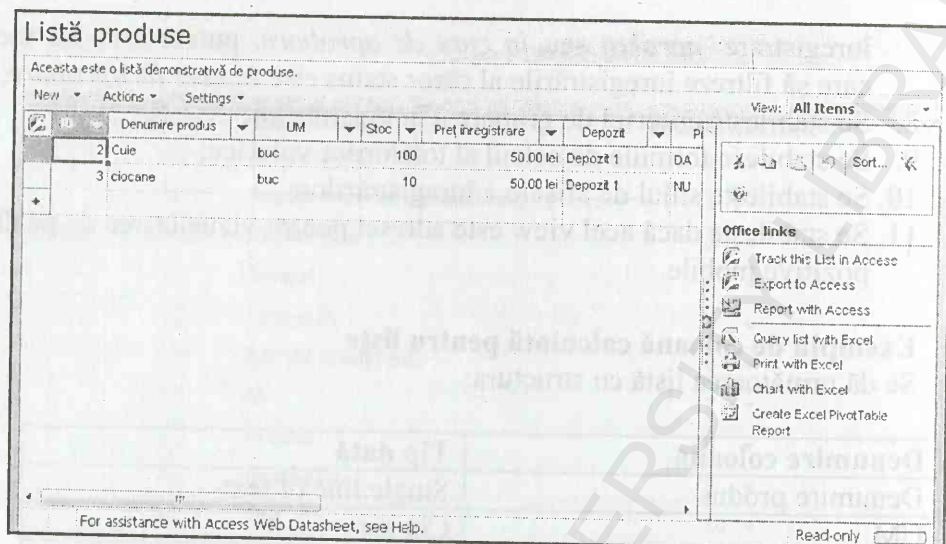 Listă produse
Aceasta este o listă demonstrativă de produse.
New Actions Settings View: All Items
Denumire produs UM Stoc Preț înregistrare Depozit
2 Cuie buc 100 50.00 lei Depozit 1 DA
3 ciocane buc 10 50.00 lei Depozit 1 NU
Sort...
Office links
Track this List in Access
Export to Access
Report with Access
Query list with Excel
Print with Excel
Chart with Excel
Create Excel PivotTable
Report
For assistance with Access Web Datasheet, see Help.
Read-only